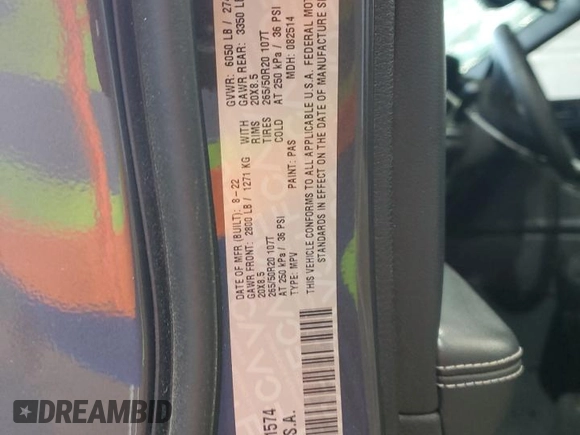 DATE OF MFR (BUILT): 8-22
GVWR: 6050 LB /
GAWR FRONT: 2800 LB / 1271 KG WITH GAWR REAR: 3350 LB
20X8.5 RIMS 20X8.5
265/50R20 107T TIRES 265/50R20 107T
AT 250 kPa / 36 PSI COLD AT 250 kPa / 36 PSI
TYPE: MPV PAINT: PAS MDH: 082514
THIS VEHICLE CONFORMS TO ALL APPLICABLE U.S.A. FEDERAL
STANDARDS IN EFFECT ON THE DATE OF MANUFACTURE
1574
S.A.
DREAMBID